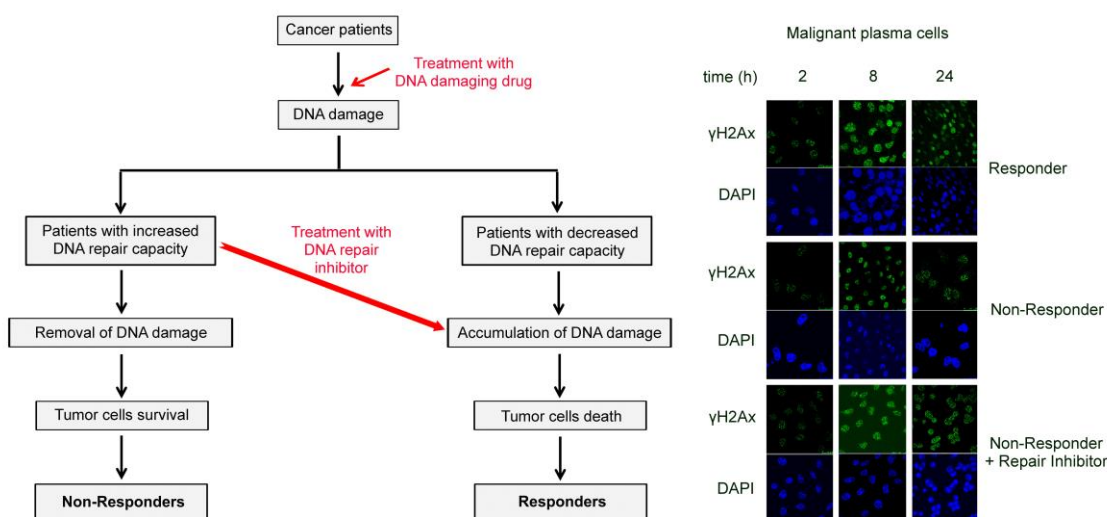 Cancer patients
Treatment with
DNA damaging drug
DNA damage
Patients with increased
DNA repair capacity
Treatment with
DNA repair
inhibitor
Patients with decreased
DNA repair capacity
Removal of DNA damage
Accumulation of DNA damage
Tumor cells survival
Tumor cells death
Non-Responders
Responders
Malignant plasma cells
time (h) 2 8 24
γH2Ax
DAPI
Responder
γH2Ax
DAPI
Non-Responder
γH2Ax
DAPI
Non-Responder
+ Repair Inhibitor